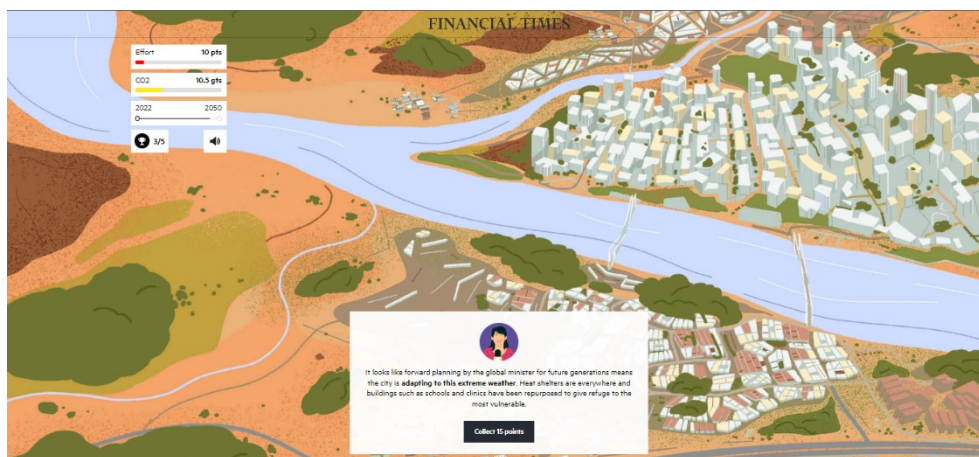 FINANCIAL TIMES
Effort 10 pts
CO2 10.5 gts
2022 2050
3/5
It looks like forward planning by the global minister for future generations means
the city is adapting to this extreme weather. Heat shelters are everywhere and
buildings such as schools and clinics have been repurposed to give refuge to the
most vulnerable.
Collect 15 points